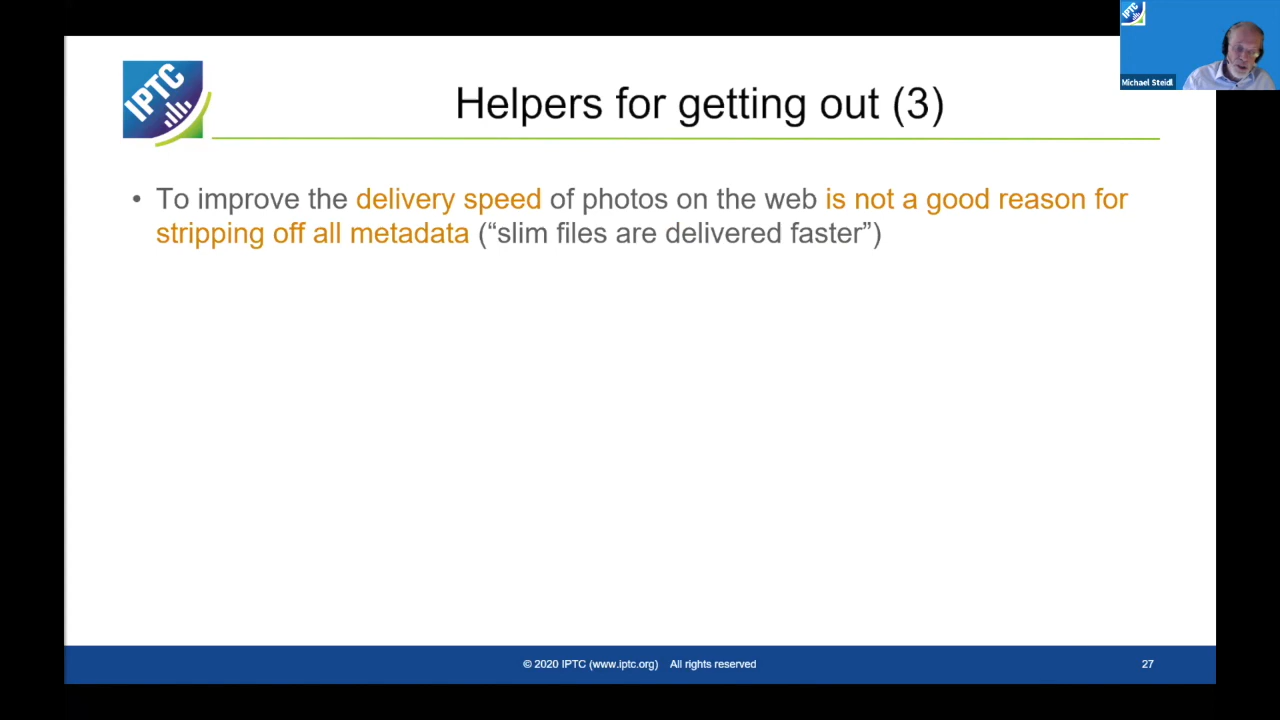 IPTC
Michael Steidl
IPTC
Helpers for getting out (3)
• To improve the delivery speed of photos on the web is not a good reason for
stripping off all metadata (“slim files are delivered faster”)
© 2020 IPTC (www.iptc.org) All rights reserved
27